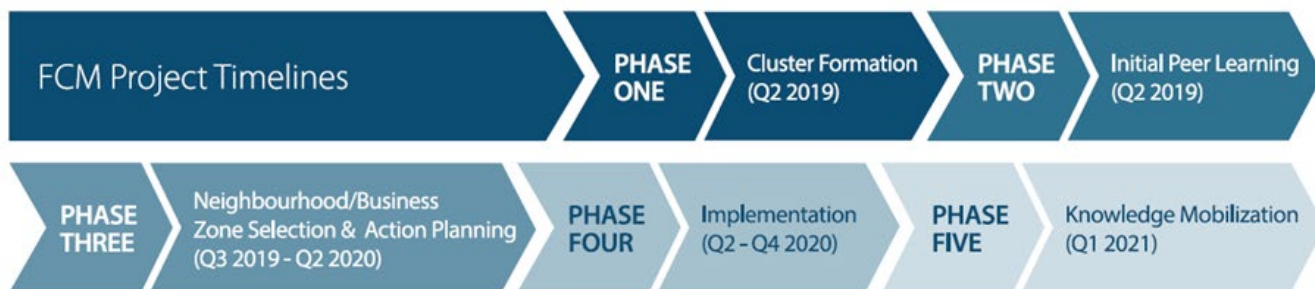 FCM Project Timelines
PHASE
ONE
Cluster Formation
(Q2 2019)
PHASE
TWO
Initial Peer Learning
(Q2 2019)
PHASE
THREE
Neighbourhood/Business
Zone Selection & Action Planning
(Q3 2019 - Q2 2020)
PHASE
FOUR
Implementation
(Q2 - Q4 2020)
PHASE
FIVE
Knowledge Mobilization
(Q1 2021)